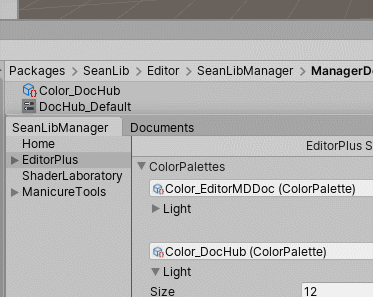 Packages > SeanLib > Editor > SeanLibManager > ManagerDo
Color_DocHub
DocHub_Default
SeanLibManager Documents
Home
EditorPlus
ShaderLaboratory
ManicureTools
EditorPlus S
ColorPalettes
Color_EditorMDDoc (ColorPalette)
Light
Color_DocHub (ColorPalette)
Light
Size 12